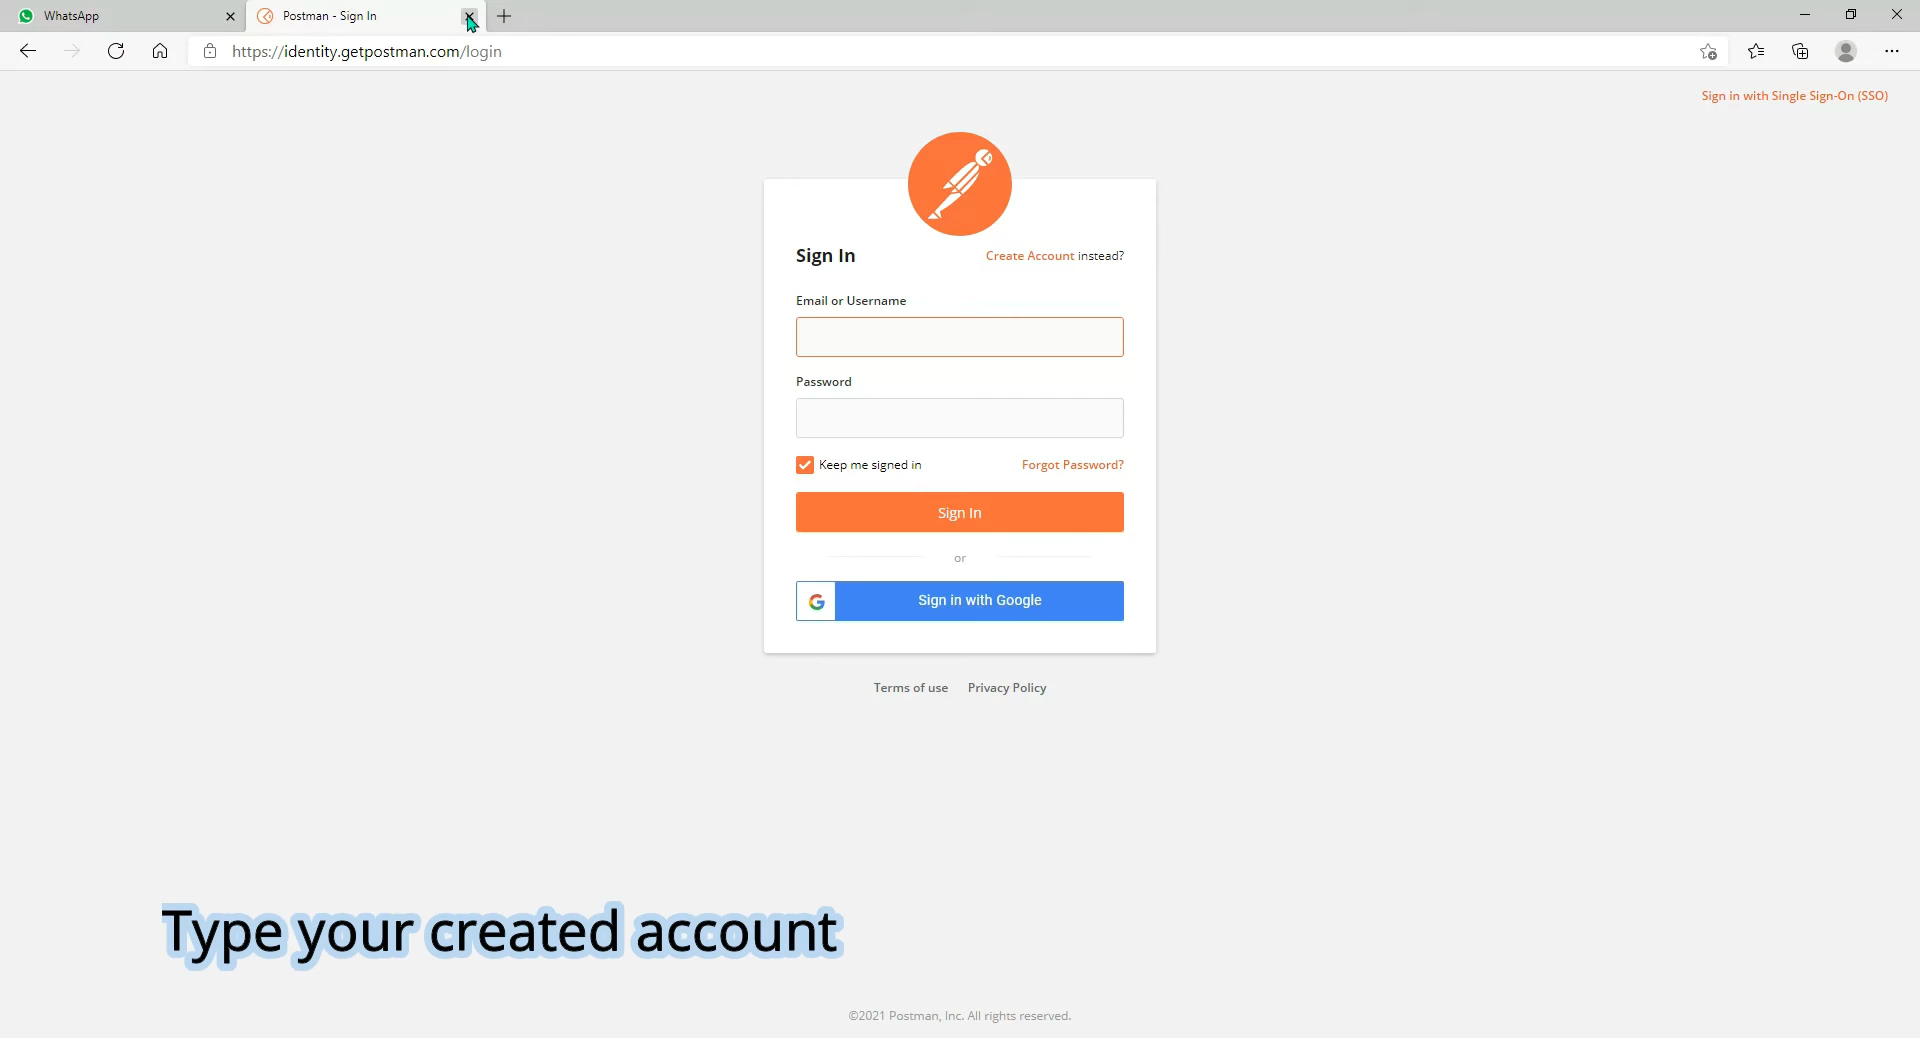 WhatsApp
Postman - Sign In
https://identity.getpostman.com/login
Sign in with Single Sign-On (SSO)
Sign In
Create Account instead?
Email or Username
Password
Keep me signed in
Forgot Password?
Sign In
or
Sign in with Google
Terms of use
Privacy Policy
Type your created account
©2021 Postman, Inc. All rights reserved.